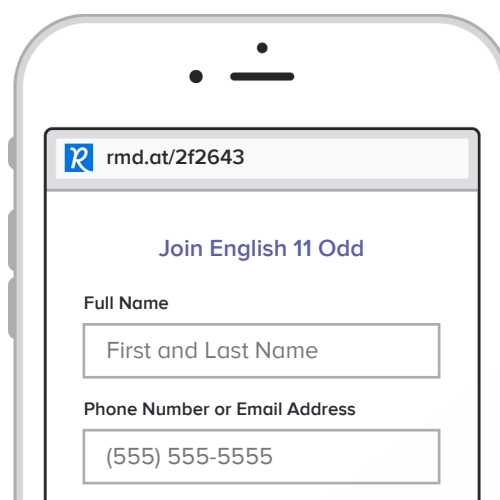 R rmd.at/2f2643
Join English 11 Odd
Full Name
First and Last Name
Phone Number or Email Address
(555) 555-5555